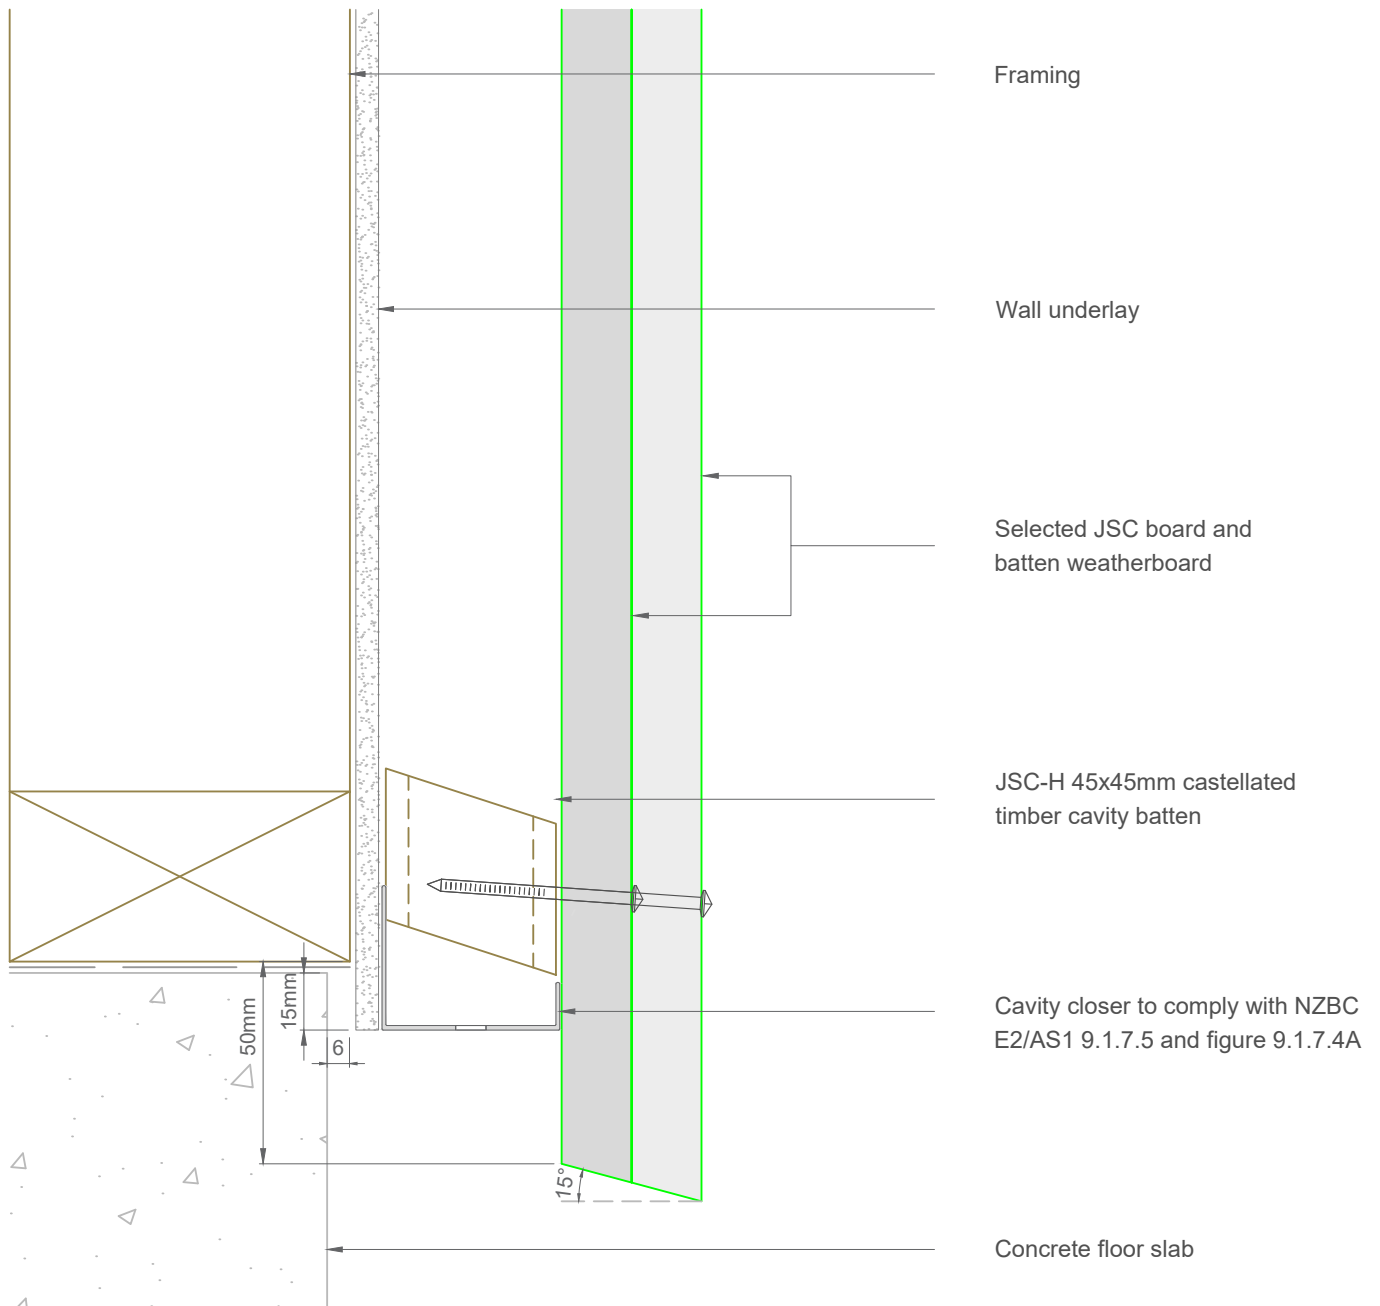 Framing
Wall underlay
Selected JSC board and
batten weatherboard
JSC-H 45x45mm castellated
timber cavity batten
15mm
50mm
6
Cavity closer to comply with NZBC
E2/AS1 9.1.7.5 and figure 9.1.7.4A
15°
Concrete floor slab